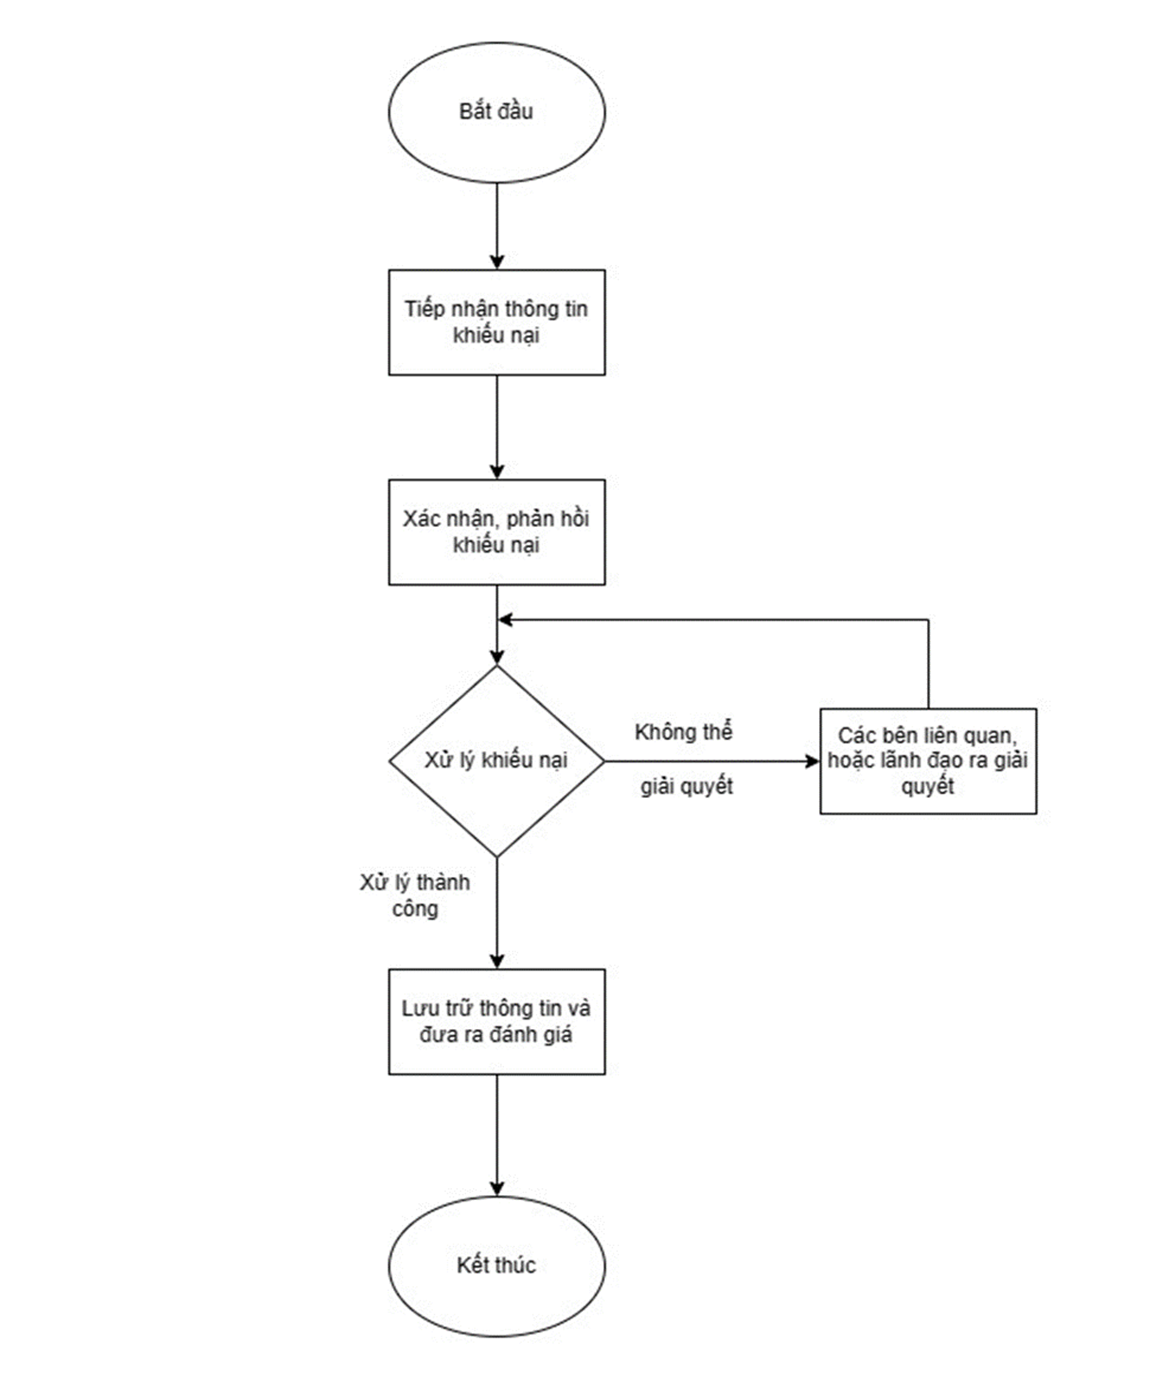 Bắt đầu
Tiếp nhận thông tin
khiếu nại
Xác nhận, phản hồi
khiếu nại
Xử lý khiếu nại
Không thể
giải quyết
Các bên liên quan,
hoặc lãnh đạo ra giải
quyết
Xử lý thành
công
Lưu trữ thông tin và
đưa ra đánh giá
Kết thúc